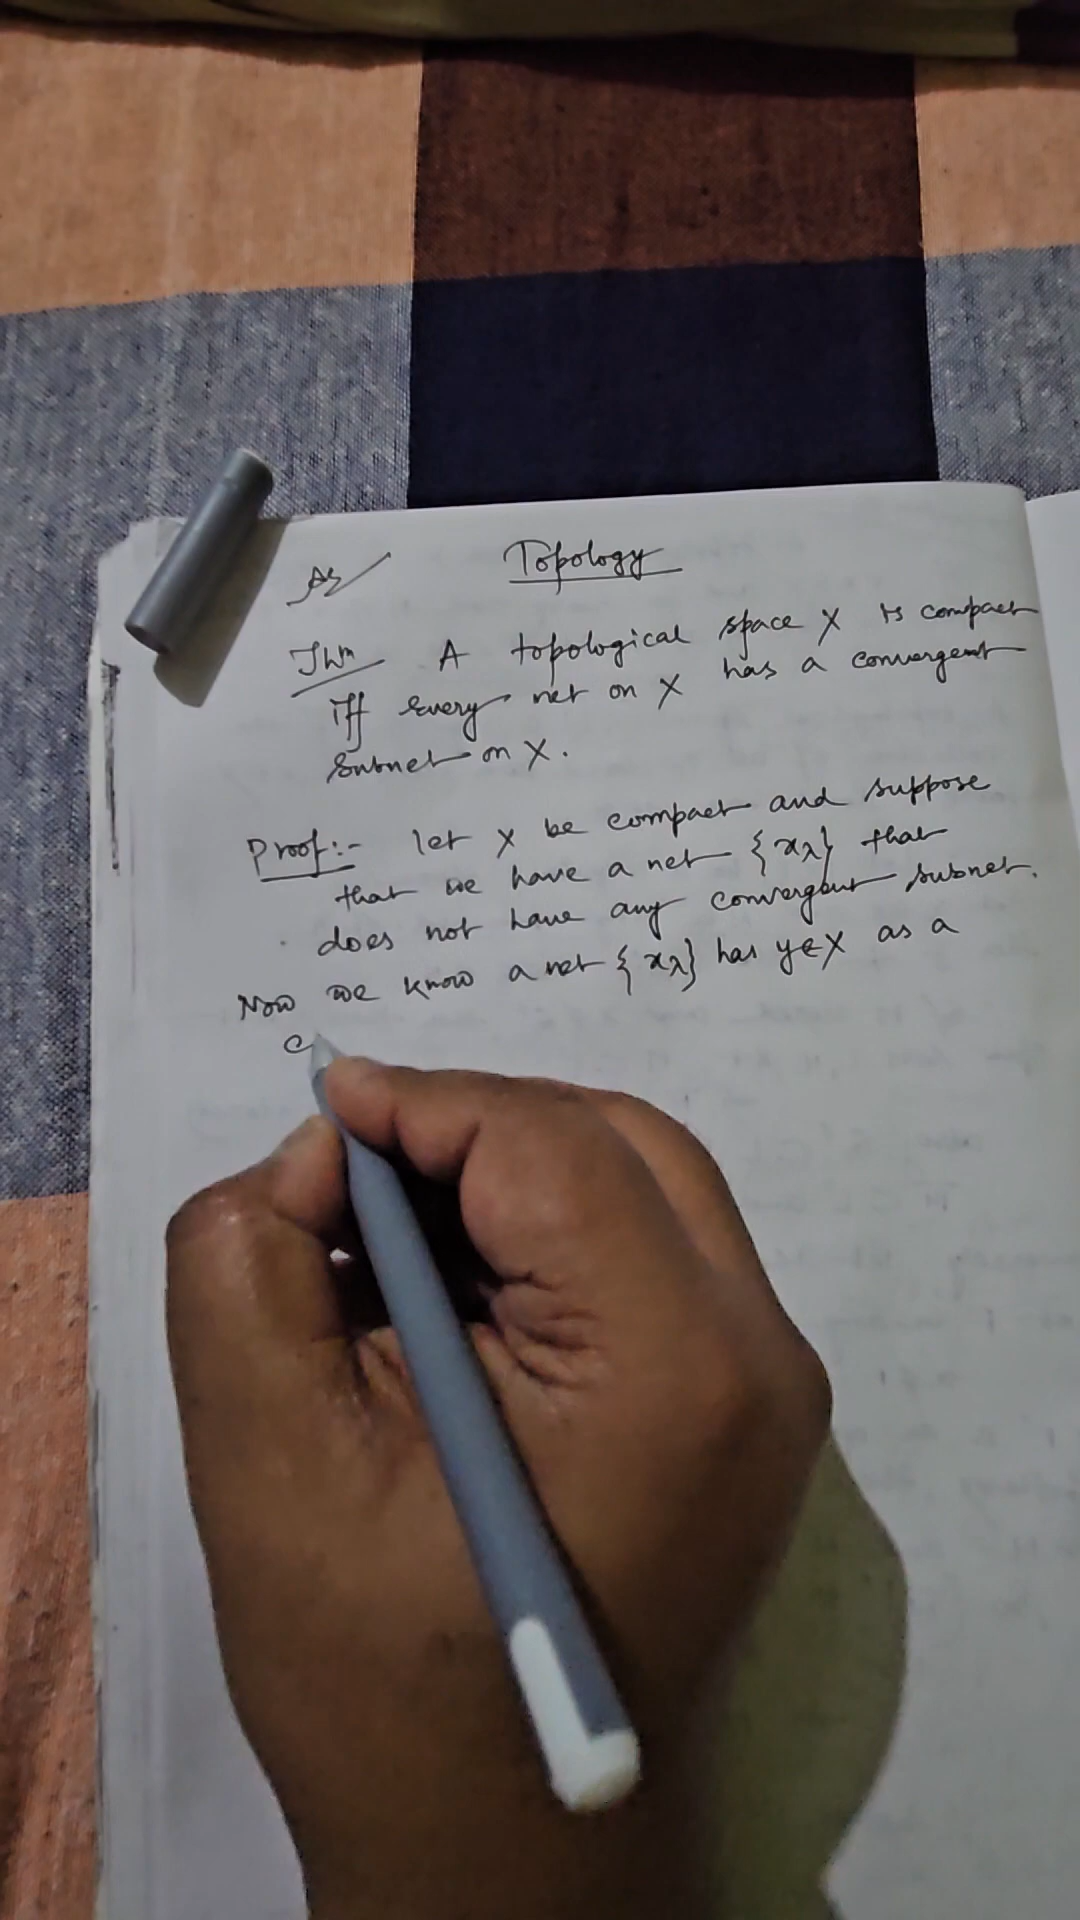 Topology
Thm A topological space X is compact
iff every net on X has a convergent
subnet on X.
Proof:- let X be compact and suppose
that we have a net {xλ} that
does not have any convergent subnet.
Now we know a net {xλ} has y∈X as a
c